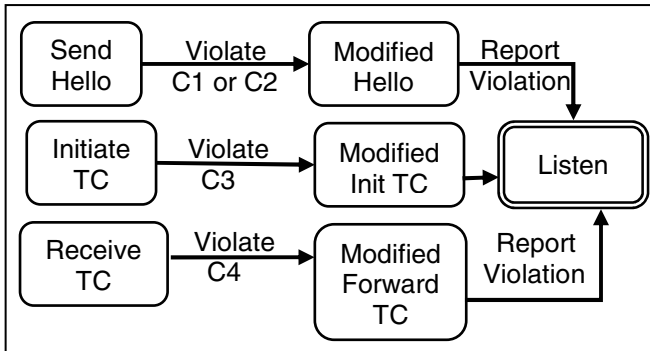 Send
Hello
Violate
C1 or C2
Modified
Hello
Report
Violation
Initiate
TC
Violate
C3
Modified
Init TC
Listen
Receive
TC
Violate
C4
Modified
Forward
TC
Report
Violation